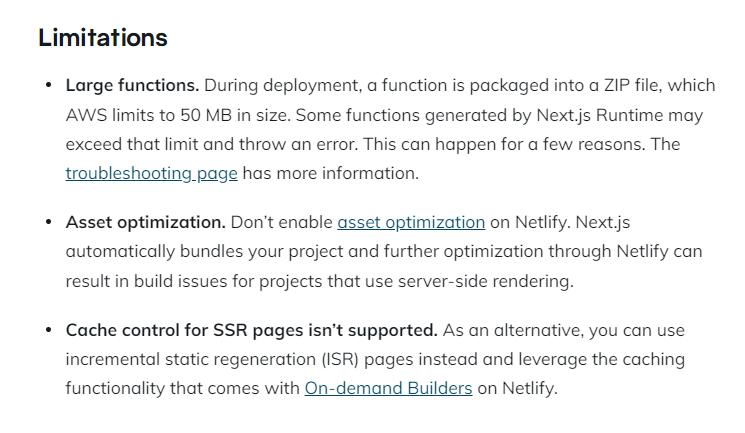 Limitations
• Large functions. During deployment, a function is packaged into a ZIP file, which
AWS limits to 50 MB in size. Some functions generated by Next.js Runtime may
exceed that limit and throw an error. This can happen for a few reasons. The
troubleshooting page has more information.
• Asset optimization. Don’t enable asset optimization on Netlify. Next.js
automatically bundles your project and further optimization through Netlify can
result in build issues for projects that use server-side rendering.
• Cache control for SSR pages isn’t supported. As an alternative, you can use
incremental static regeneration (ISR) pages instead and leverage the caching
functionality that comes with On-demand Builders on Netlify.